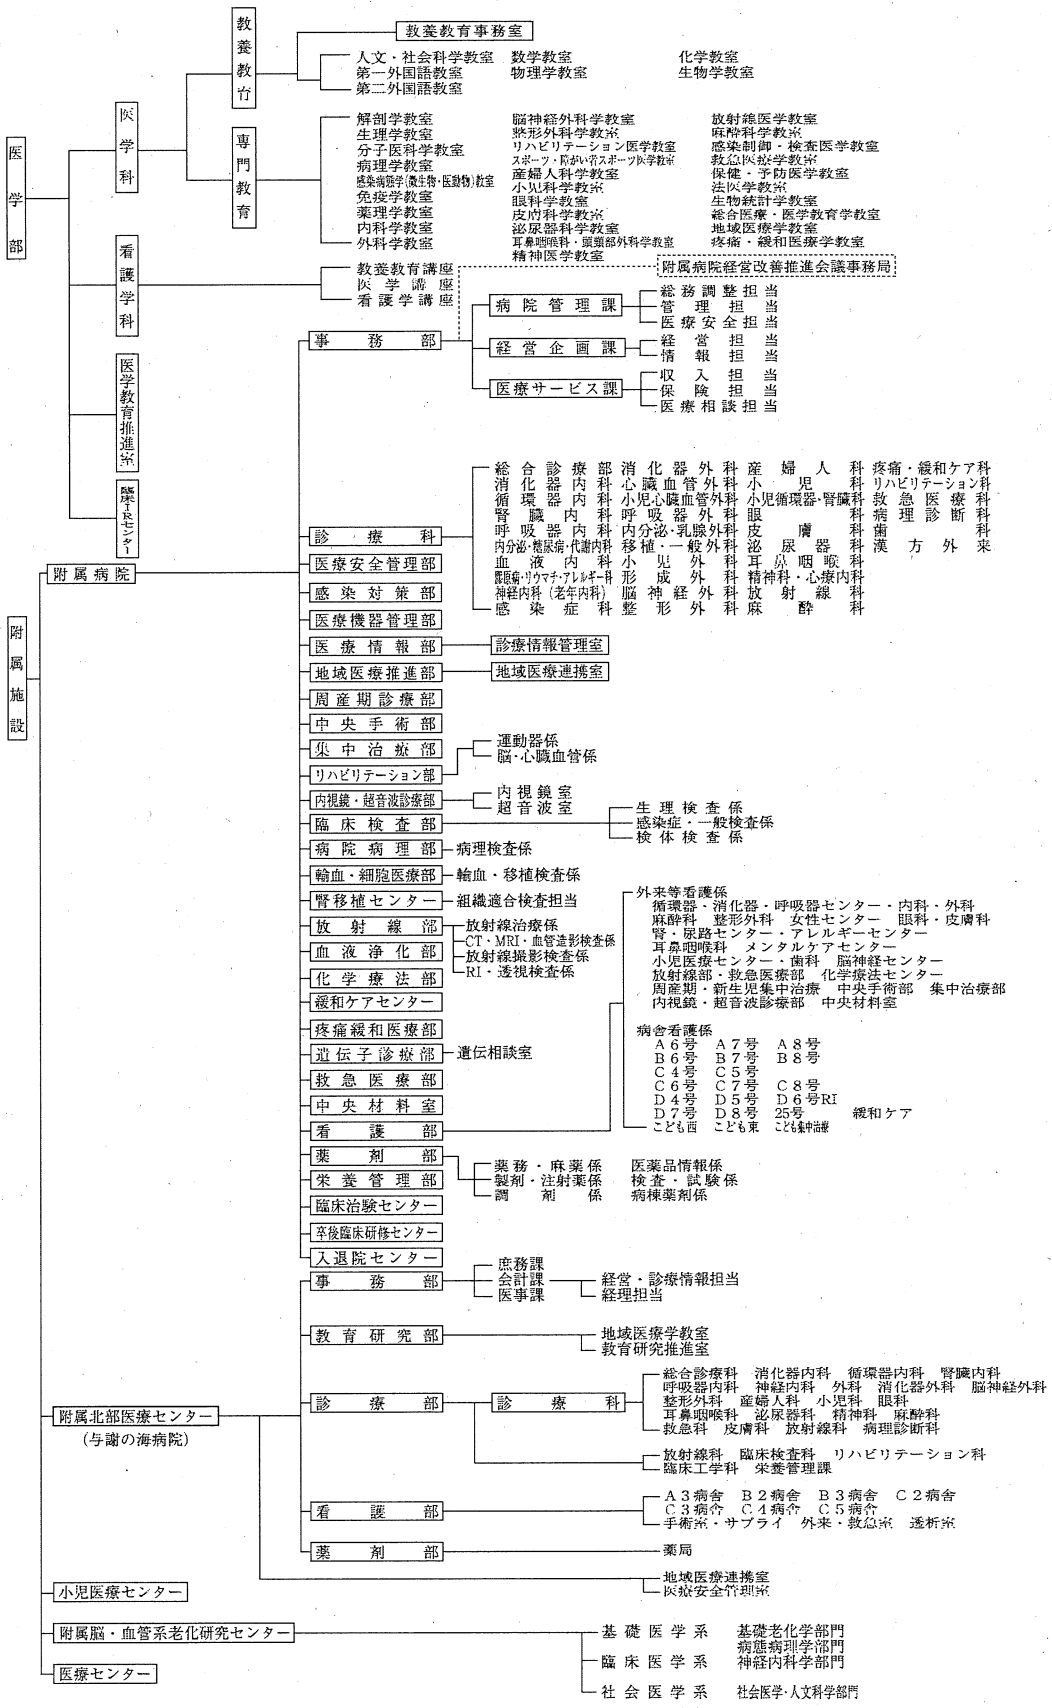 医学部
医学科
教養教育
教養教育事務室
人文・社会科学教室 数学教室 化学教室
第一外国語教室 物理学教室 生物学教室
第二外国語教室
専門教育
解剖学教室 脳神経外科学教室 放射線医学教室
生理学教室 整形外科学教室 麻酔科学教室
分子医科学教室 リハビリテーション医学教室 感染制御・検査医学教室
病理学教室 スポーツ・障がい者スポーツ医学教室 救急医療学教室
感染病態学(微生物・医動物)教室 産婦人科学教室 保健・予防医学教室
免疫学教室 小児科学教室 法医学教室
薬理学教室 眼科学教室 生物統計学教室
内科学教室 皮膚科学教室 総合医療・医学教育学教室
外科学教室 泌尿器科学教室 地域医療学教室
耳鼻咽喉科・頭頸部外科学教室 疼痛・緩和医療学教室
精神医学教室
看護学科
教養教育講座
医学講座
看護学講座
医学教育推進室
臨床IRセンター
附属施設
附属病院
事務部
附属病院経営改善推進会議事務局
病院管理課
総務調整担当
管理担当
医療安全担当
経営企画課
経営担当
情報担当
医療サービス課
収入担当
保険担当
医療相談担当
診療科
総合診療部 消化器外科 産婦人科 疼痛・緩和ケア科
消化器内科 心臓血管外科 小児科 リハビリテーション科
循環器内科 小児心臓血管外科 小児循環器・腎臓科 救急医療科
腎臓内科 呼吸器外科 眼科 病理診断科
呼吸器内科 内分泌・乳腺外科 皮膚科 歯科
内分泌・糖尿病・代謝内科 移植・一般外科 泌尿器科 漢方外来
血液内科 小児外科 耳鼻咽喉科
膠原病・リウマチ・アレルギー科 形成外科 精神科・心療内科
神経内科(老年内科) 脳神経外科 放射線科
感染症科 整形外科 麻酔科
医療安全管理部
感染対策部
医療機器管理部
医療情報部 診療情報管理室
地域医療推進部 地域医療連携室
周産期診療部
中央手術部
集中治療部
リハビリテーション部
運動器係
脳・心臓血管係
内視鏡・超音波診療部
内視鏡室
超音波室
臨床検査部
生理検査係
感染症・一般検査係
検体検査係
病院病理部 病理検査係
輸血・細胞医療部 輸血・移植検査係
腎移植センター 組織適合検査担当
放射線部 放射線治療係
CT・MRI・血管造影検査係
放射線撮影検査係
RI・透視検査係
血液浄化部
化学療法部
緩和ケアセンター
疼痛緩和医療部
遺伝子診療部 遺伝相談室
救急医療部
中央材料室
看護部
外来等看護係
循環器・消化器・呼吸器センター・内科・外科
麻酔科 整形外科 女性センター 眼科・皮膚科
腎・尿路センター・アレルギーセンター
耳鼻咽喉科 メンタルケアセンター
小児医療センター・歯科 脳神経センター
放射線部・救急医療部 化学療法センター
周産期・新生児集中治療 中央手術部 集中治療部
内視鏡・超音波診療部 中央材料室
病舎看護係
A6号 A7号 A8号
B6号 B7号 B8号
C4号 C5号
C6号 C7号 C8号
D4号 D5号 D6号RI
D7号 D8号 25号 緩和ケア
こども西 こども東 こども集中治療
薬剤部
薬務・麻薬係 医薬品情報係
製剤・注射薬係 検査・試験係
調剤係 病棟薬剤係
栄養管理部
臨床治験センター
卒後臨床研修センター
入退院センター
附属北部医療センター
(与謝の海病院)
事務部
庶務課
会計課
医事課
経営・診療情報担当
経理担当
教育研究部
地域医療学教室
教育研究推進室
診療部
診療科
総合診療科 消化器内科 循環器内科 腎臓内科
呼吸器内科 神経内科 外科 消化器外科 脳神経外科
整形外科 産婦人科 小児科 眼科
耳鼻咽喉科 泌尿器科 精神科 麻酔科
救急科 皮膚科 放射線科 病理診断科
放射線科 臨床検査科 リハビリテーション科
臨床工学科 栄養管理課
看護部
A3病舎 B2病舎 B3病舎 C2病舎
C3病舎 C4病舎 C5病舎
手術室・サプライ 外来・救急室 透析室
薬剤部 薬局
地域医療連携室
医療安全管理室
小児医療センター
附属脳・血管系老化研究センター
基礎医学系 基礎老化学部門
病態病理学部門
臨床医学系 神経内科学部門
社会医学系 社会医学・人文科学部門
医療センター